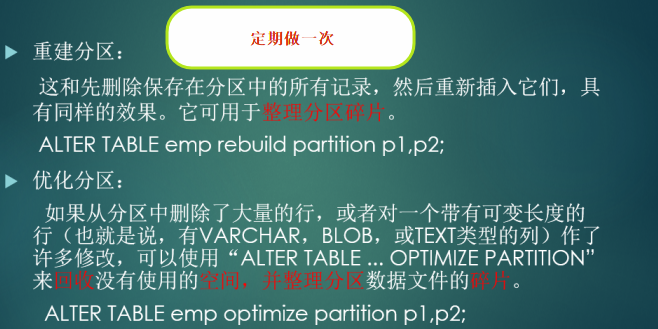 定期做一次
重建分区：
这和先删除保存在分区中的所有记录，然后重新插入它们，具
有同样的效果。它可用于整理分区碎片。
ALTER TABLE emp rebuild partition p1,p2;
优化分区：
如果从分区中删除了大量的行，或者对一个带有可变长度的
行（也就是说，有VARCHAR，BLOB，或TEXT类型的列）作了
许多修改，可以使用“ALTER TABLE ... OPTIMIZE PARTITION”
来回收没有使用的空间，并整理分区数据文件的碎片。
ALTER TABLE emp optimize partition p1,p2;